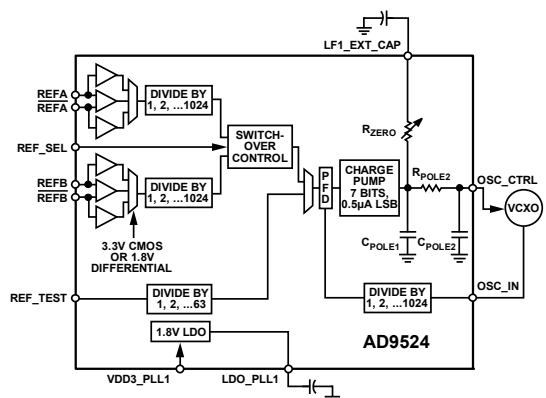 LF1_EXT_CAP
REFA
REFA
DIVIDE BY
1, 2, ...1024
REF_SEL
SWITCH-
OVER
CONTROL
RZERO
REFB
REFB
DIVIDE BY
1, 2, ...1024
3.3V CMOS
OR 1.8V
DIFFERENTIAL
P
F
D
CHARGE
PUMP
7 BITS,
0.5µA LSB
RPOLE2
OSC_CTRL
VCXO
CPOLE1
CPOLE2
REF_TEST
DIVIDE BY
1, 2, ...63
DIVIDE BY
1, 2, ...1024
OSC_IN
1.8V LDO
AD9524
VDD3_PLL1
LDO_PLL1